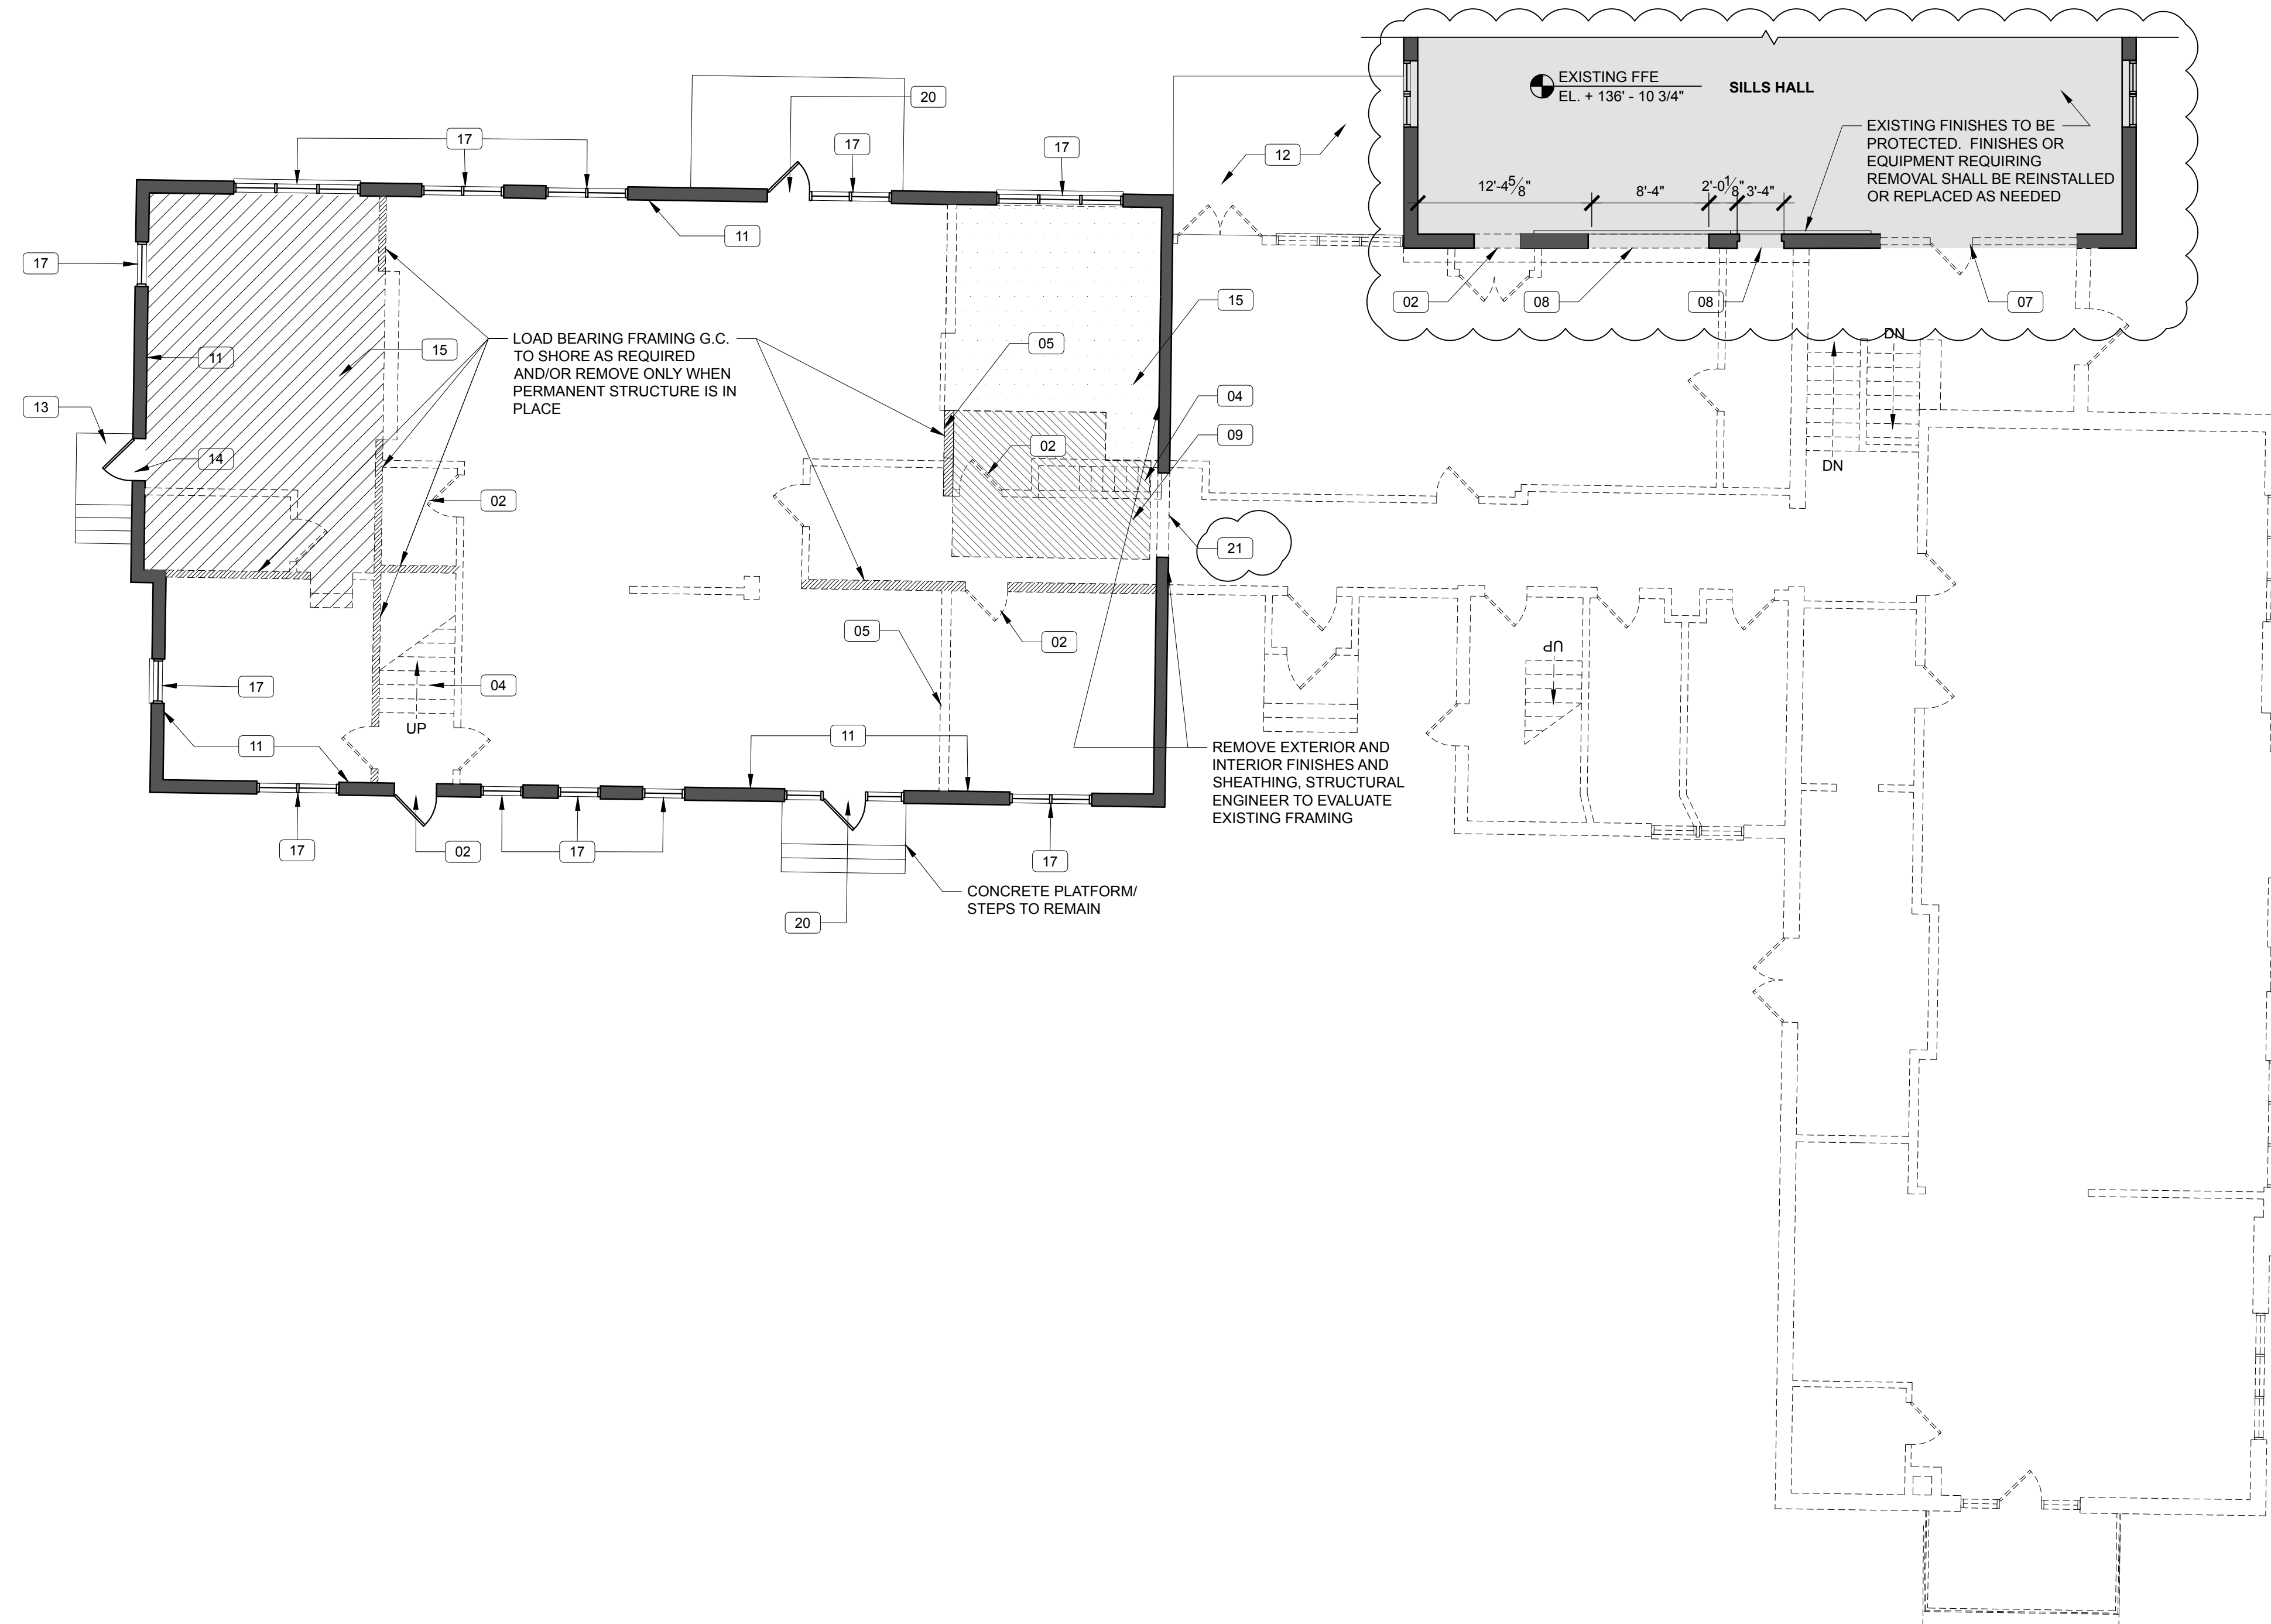 20
EXISTING FFE
EL. + 136' - 10 3/4"
SILLS HALL
EXISTING FINISHES TO BE
PROTECTED. FINISHES OR
EQUIPMENT REQUIRING
REMOVAL SHALL BE REINSTALLED
OR REPLACED AS NEEDED
17
17
17
12
12'-4 5/8"
8'-4"
2'-0 1/8"
3'-4"
11
17
15
02
08
08
07
LOAD BEARING FRAMING G.C.
TO SHORE AS REQUIRED
AND/OR REMOVE ONLY WHEN
PERMANENT STRUCTURE IS IN
PLACE
11
15
05
DN
13
04
14
02
09
DN
02
21
05
02
UP
17
04
UP
11
11
REMOVE EXTERIOR AND
INTERIOR FINISHES AND
SHEATHING, STRUCTURAL
ENGINEER TO EVALUATE
EXISTING FRAMING
17
02
17
17
CONCRETE PLATFORM/
STEPS TO REMAIN
20